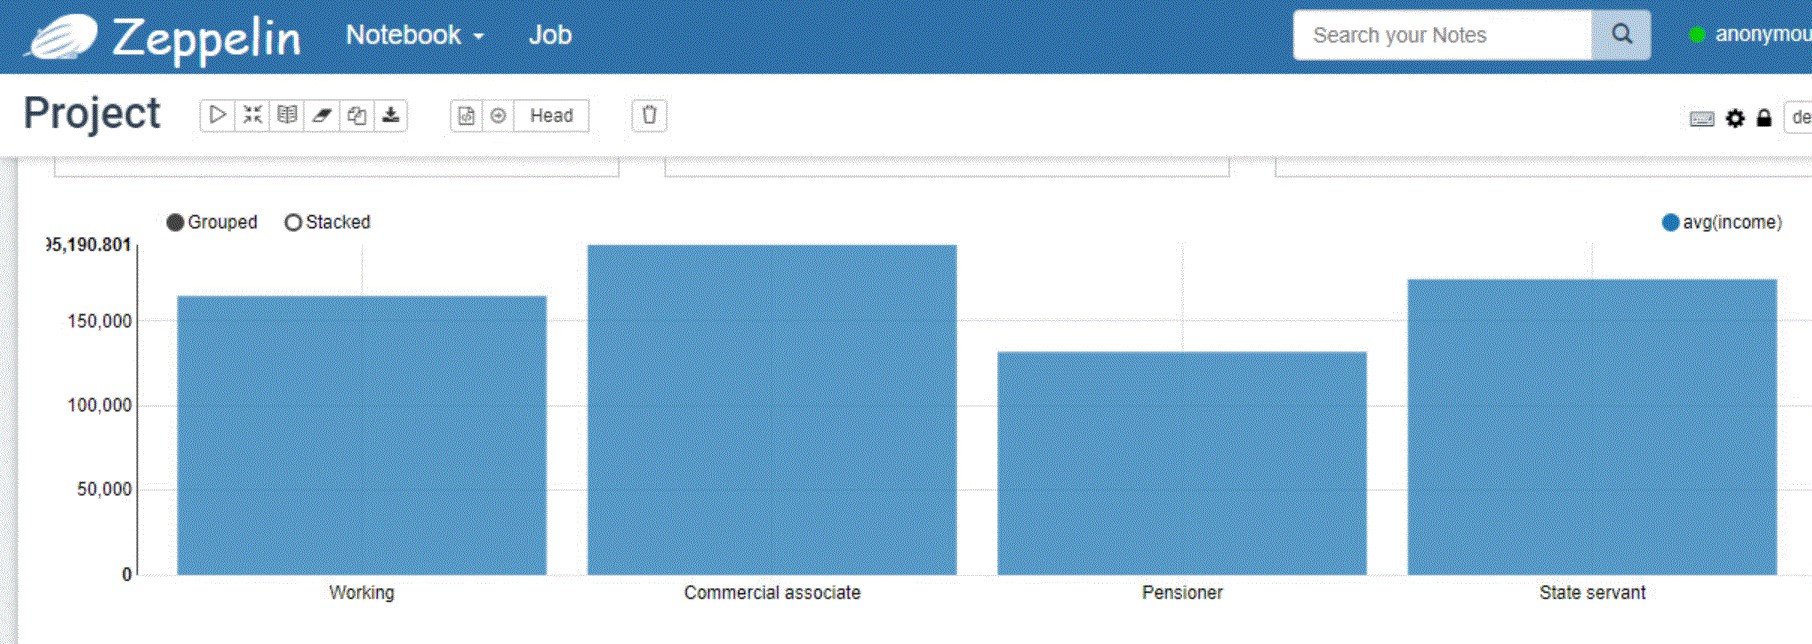 Zeppelin Notebook Job Search your Notes anonymou
Project Head de
Grouped Stacked avg(income)
95,190.801
150,000
100,000
50,000
0
Working Commercial associate Pensioner State servant